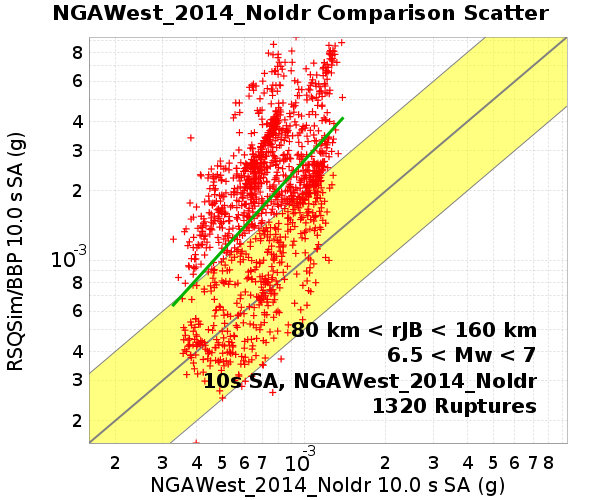 NGAWest_2014_NoIdr Comparison Scatter
RSQSim/BBP 10.0 s SA (g)
8
6
4
3
2
10-3
8
6
4
3
2
80 km < rJB < 160 km
6.5 < Mw < 7
10s SA, NGAWest_2014_NoIdr
1320 Ruptures
2 3 4 5 6 7 10-3 2 3 4 5 6 7 8
NGAWest_2014_NoIdr 10.0 s SA (g)